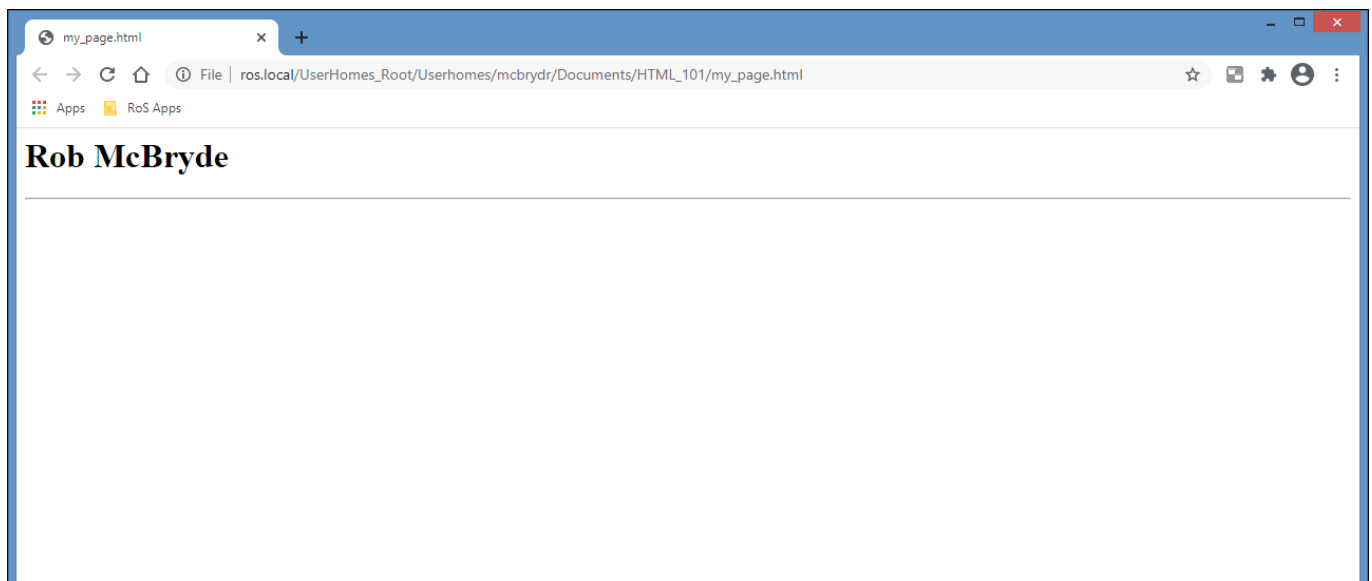 my_page.html
File ros.local/UserHomes_Root/Userhomes/mcbrydr/Documents/HTML_101/my_page.html
Apps RoS Apps
Rob McBryde